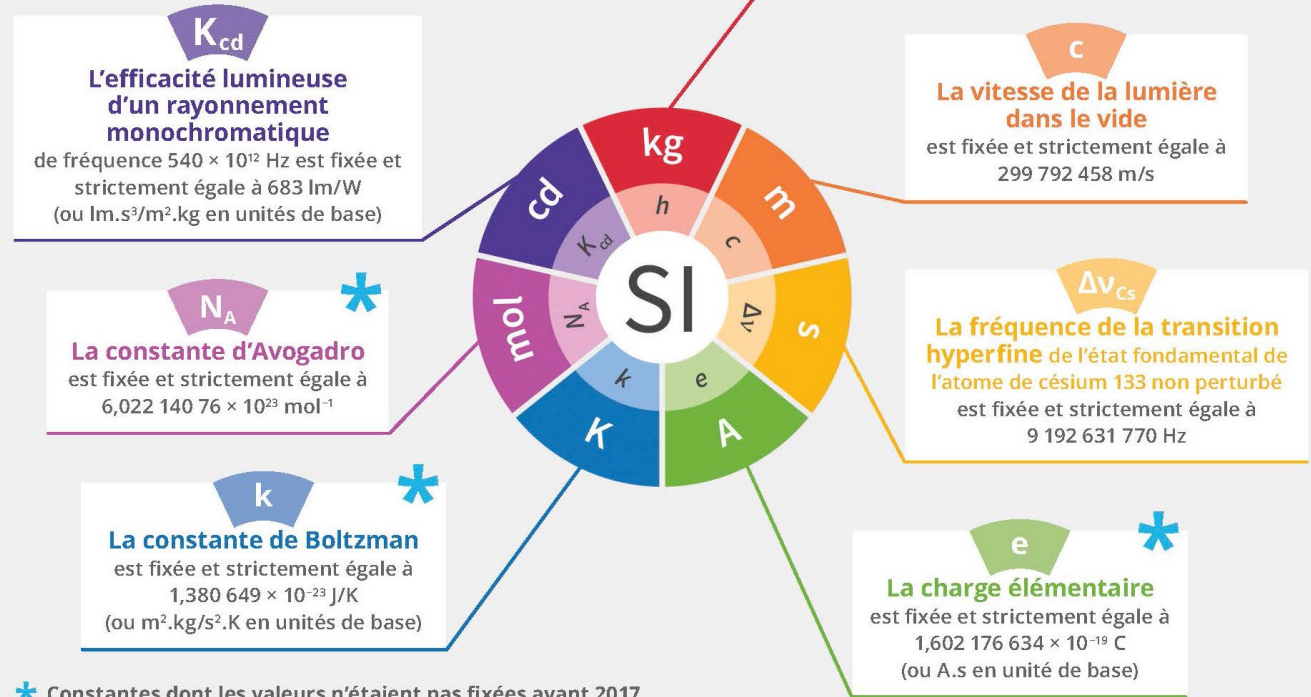 K cd
L'efficacité lumineuse
d'un rayonnement
monochromatique
de fréquence 540 × 10¹² Hz est fixée et
strictement égale à 683 lm/W
(ou lm.s³/m².kg en unités de base)
c
La vitesse de la lumière
dans le vide
est fixée et strictement égale à
299 792 458 m/s
N A
La constante d'Avogadro
est fixée et strictement égale à
6,022 140 76 × 10²³ mol⁻¹
Δν Cs
La fréquence de la transition
hyperfine de l'état fondamental de
l'atome de césium 133 non perturbé
est fixée et strictement égale à
9 192 631 770 Hz
k
La constante de Boltzman
est fixée et strictement égale à
1,380 649 × 10⁻²³ J/K
(ou m².kg/s².K en unités de base)
e
La charge élémentaire
est fixée et strictement égale à
1,602 176 634 × 10⁻¹⁹ C
(ou A.s en unité de base)
kg
m
s
A
K
mol
cd
h
c
Δν
e
k
N A
K cd
SI
* Constantes dont les valeurs n'étaient pas fixées avant 2017